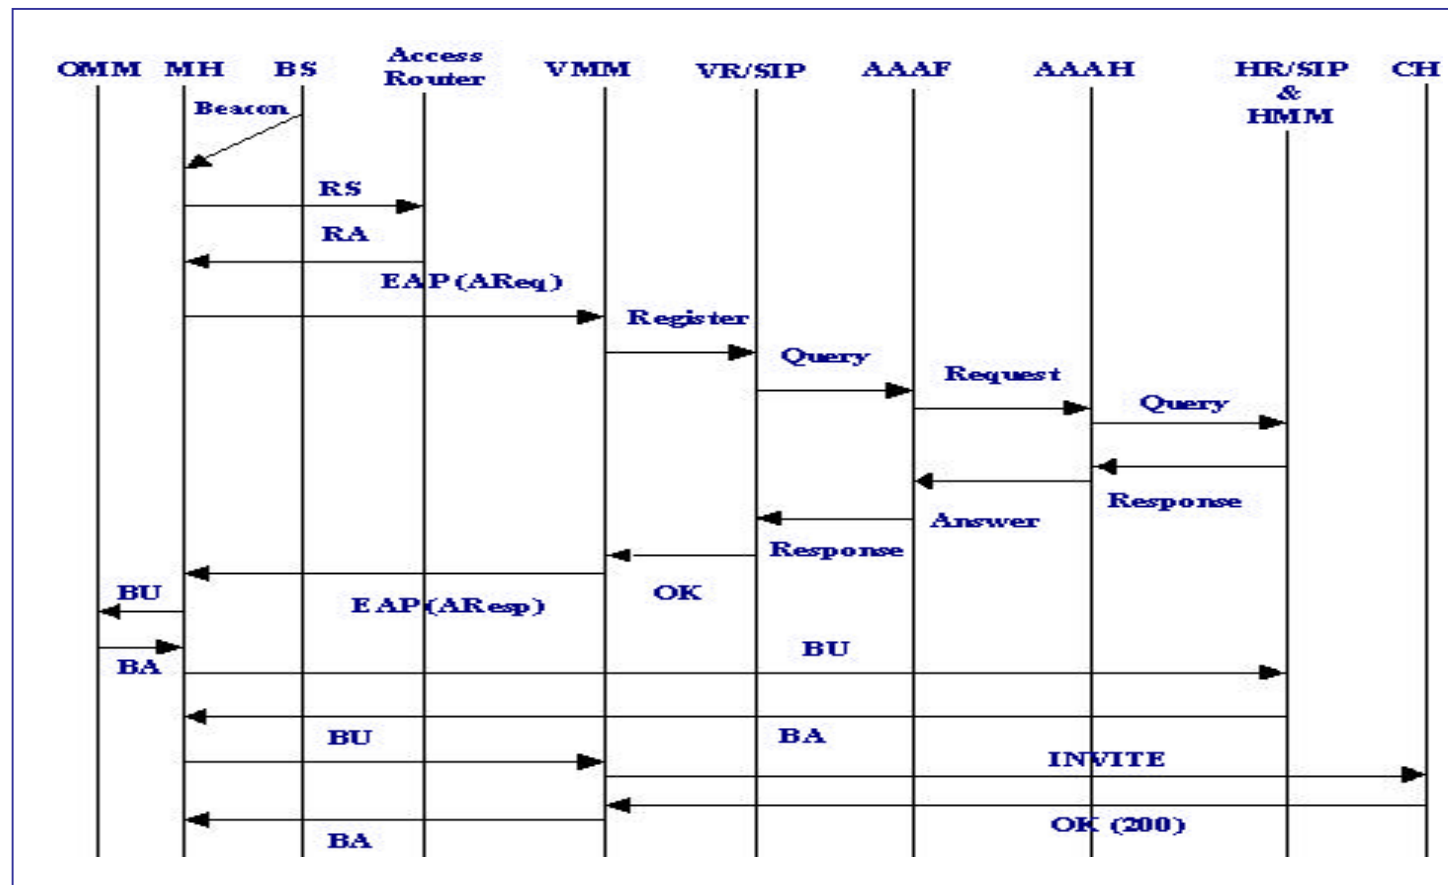 OMM MH BS Access Router VMM VR/SIP AAAF AAAH HR/SIP & HMM CH
Beacon
RS
RA
EAP (AReq)
Register
Query
Request
Query
Response
Answer
Response
OK
EAP (AResp)
BU
BA
BU
BA
BU
INVITE
OK (200)
BA